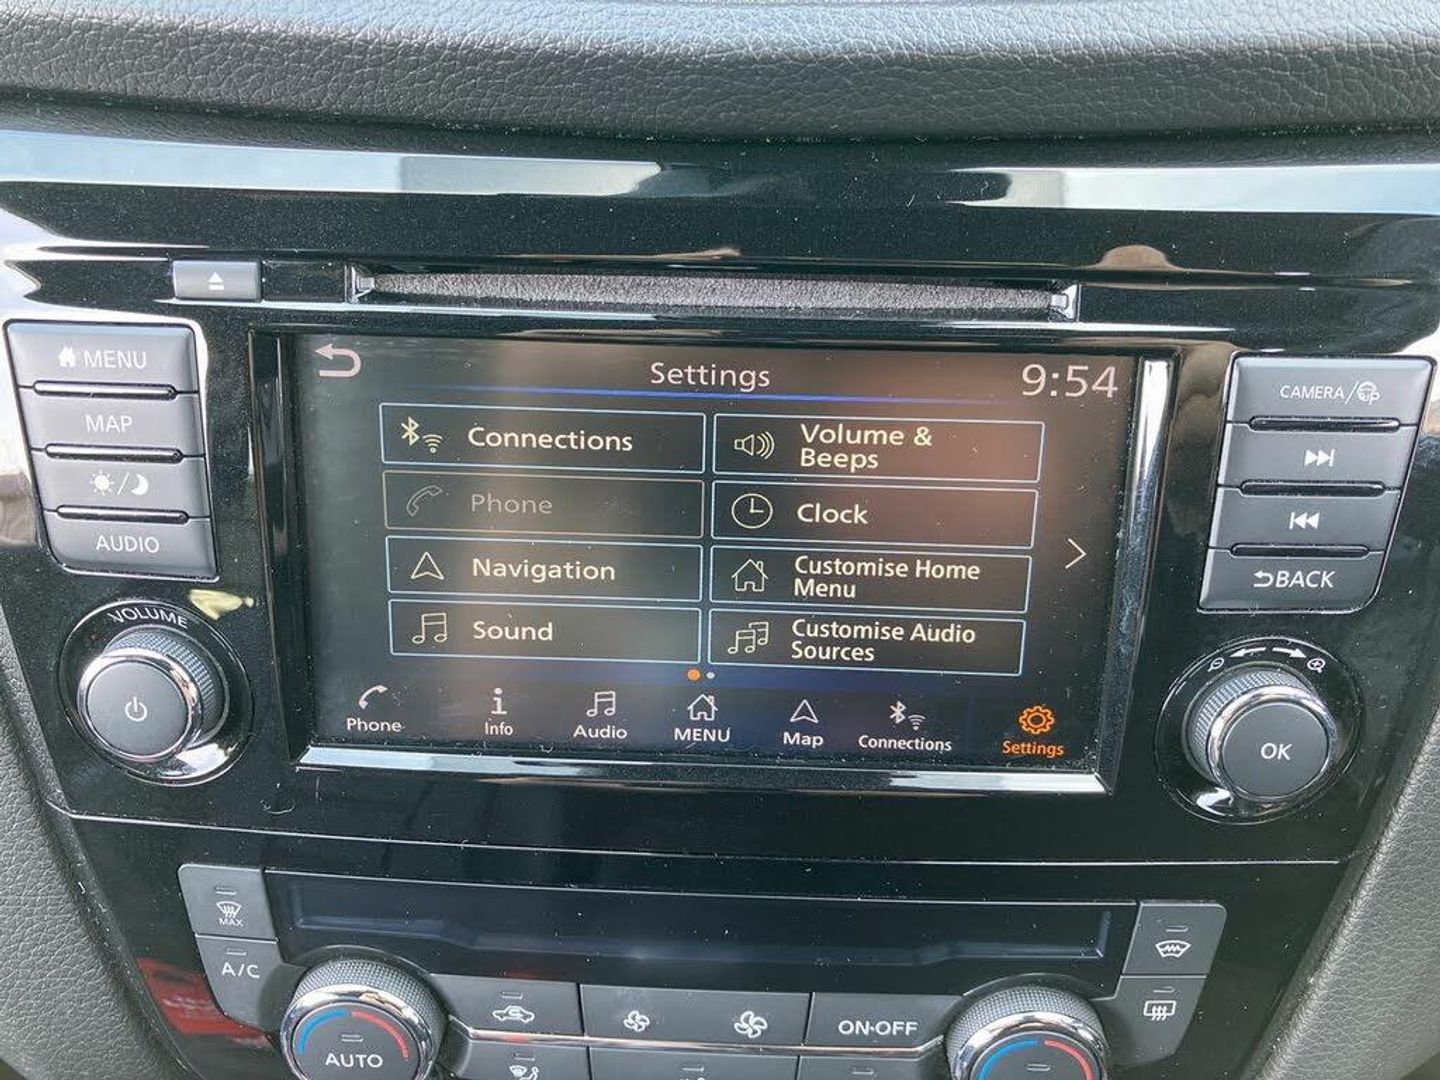 Settings
9:54
MENU
MAP
AUDIO
Connections
Phone
Navigation
Sound
Volume &
Beeps
Clock
Customise Home
Menu
Customise Audio
Sources
CAMERA/
BACK
VOLUME
Phone
Info
Audio
MENU
Map
Connections
Settings
OK
MAX
A/C
AUTO
ON·OFF